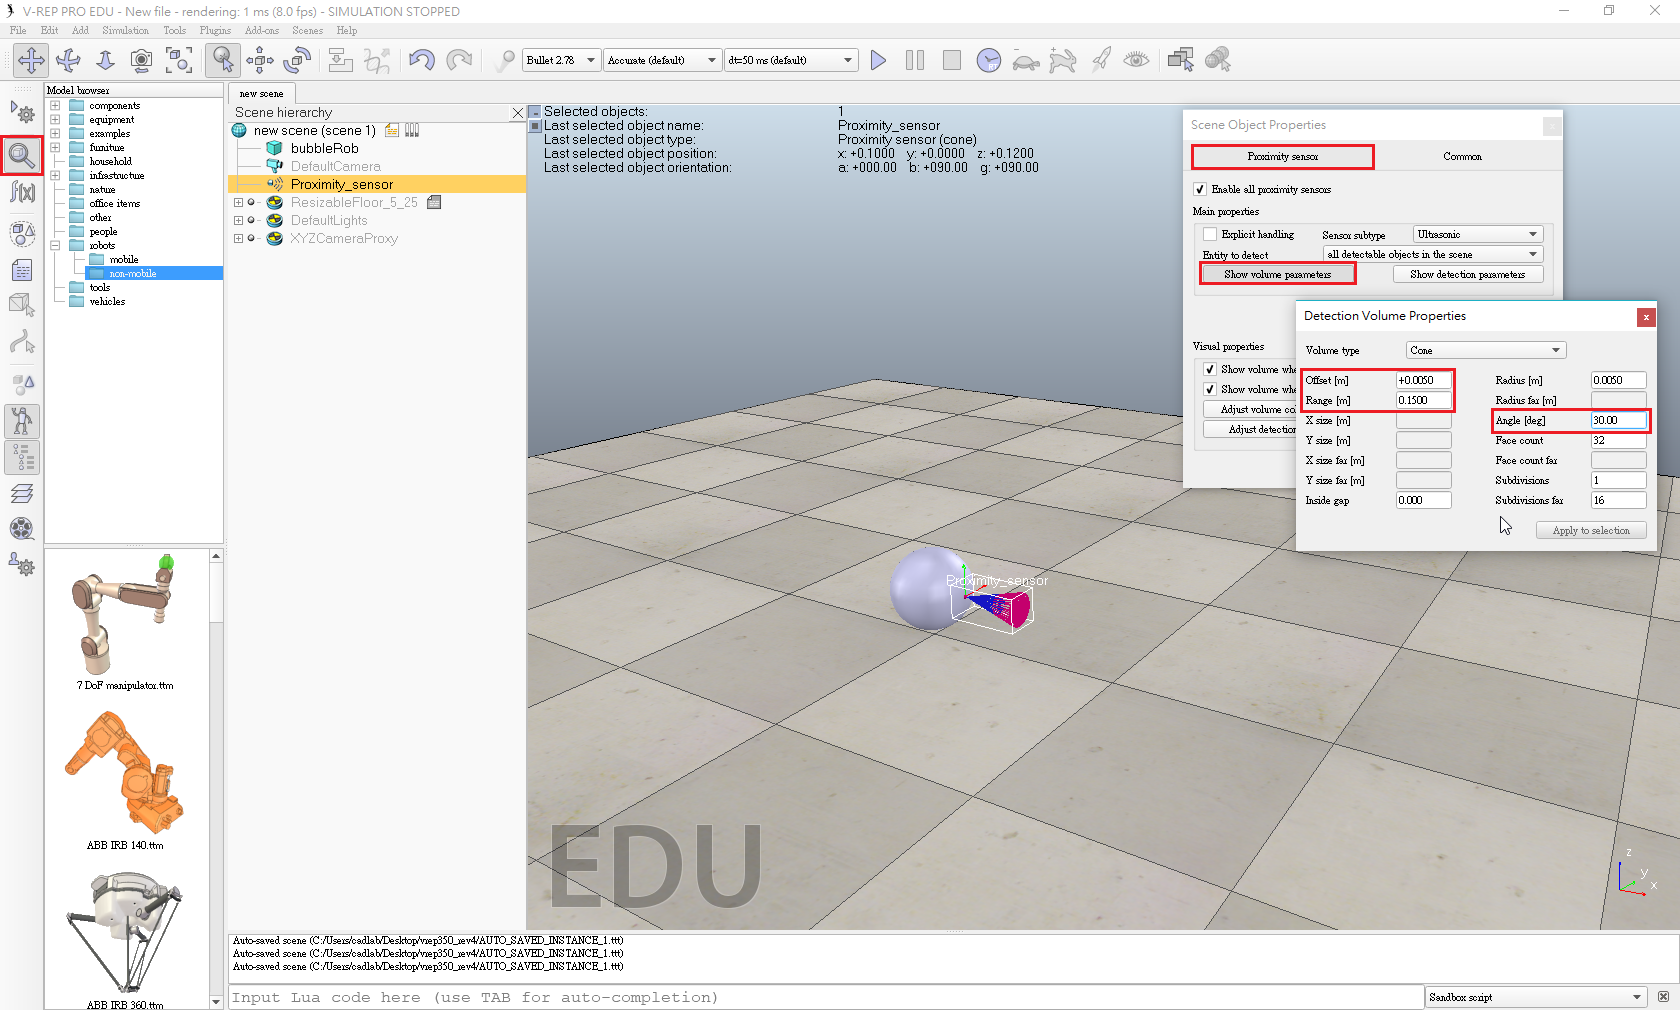 V-REP PRO EDU - New file - rendering: 1 ms (8.0 fps) - SIMULATION STOPPED
File Edit Add Simulation Tools Plugins Add-ons Scenes Help
Bullet 2.78 Accurate (default) dt=50 ms (default)
Model browser
components
equipment
examples
furniture
household
infrastructure
nature
office items
other
people
robots
mobile
non-mobile
tools
vehicles
7 DoF manipulator.ttm
ABB IRB 140.ttm
ABB IRB 360.ttm
new scene
Scene hierarchy
new scene (scene 1)
bubbleRob
DefaultCamera
Proximity_sensor
ResizableFloor_5_25
DefaultLights
XYZCameraProxy
Selected objects: 1
Last selected object name: Proximity_sensor
Last selected object type: Proximity sensor (cone)
Last selected object position: x: +0.1000 y: +0.0000 z: +0.1200
Last selected object orientation: a: +000.00 b: +090.00 g: +090.00
Proximity_sensor
EDU
z
y
x
Scene Object Properties
Proximity sensor Common
Enable all proximity sensors
Main properties
Explicit handling Sensor subtype Ultrasonic
Entity to detect all detectable objects in the scene
Show volume parameters Show detection parameters
Visual properties
Show volume whe
Show volume whe
Adjust volume col
Adjust detection
Detection Volume Properties
Volume type Cone
Offset [m] +0.0050 Radius [m] 0.0050
Range [m] 0.1500 Radius far [m]
X size [m] Angle [deg] 30.00
Y size [m] Face count 32
X size far [m] Face count far
Y size far [m] Subdivisions 1
Inside gap 0.000 Subdivisions far 16
Apply to selection
Auto-saved scene (C:/Users/cadlab/Desktop/vrep350_rev4/AUTO_SAVED_INSTANCE_1.ttt)
Auto-saved scene (C:/Users/cadlab/Desktop/vrep350_rev4/AUTO_SAVED_INSTANCE_1.ttt)
Auto-saved scene (C:/Users/cadlab/Desktop/vrep350_rev4/AUTO_SAVED_INSTANCE_1.ttt)
Input Lua code here (use TAB for auto-completion) Sandbox script